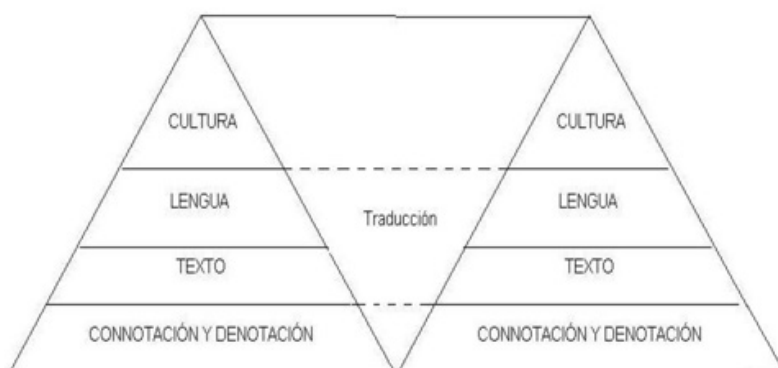 CULTURA CULTURA
LENGUA LENGUA
Traducción
TEXTO TEXTO
CONNOTACIÓN Y DENOTACIÓN CONNOTACIÓN Y DENOTACIÓN